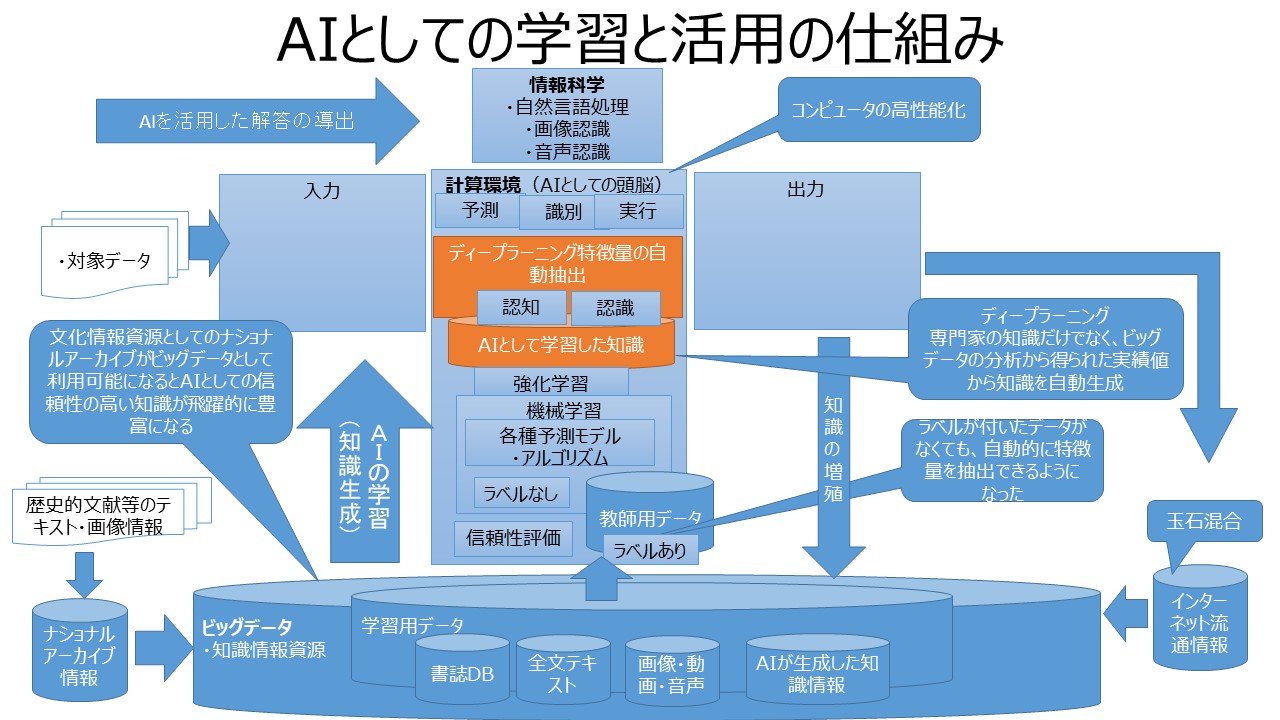 AIとしての学習と活用の仕組み
AIを活用した解答の導出
情報科学
・自然言語処理
・画像認識
・音声認識
コンピュータの高性能化
入力
計算環境（AIとしての頭脳）
予測
識別
実行
出力
・対象データ
ディープラーニング特徴量の自
動抽出
認知
認識
AIとして学習した知識
文化情報資源としてのナショナ
ルアーカイブがビッグデータとして
利用可能になるとAIとしての信
頼性の高い知識が飛躍的に豊
富になる
ディープラーニング
専門家の知識だけでなく、ビッグ
データの分析から得られた実績値
から知識を自動生成
強化学習
機械学習
各種予測モデル
・アルゴリズム
ラベルなし
信頼性評価
教師用データ
ラベルあり
AIの学習
（知識生成）
知識の増殖
ラベルが付いたデータが
なくても、自動的に特徴
量を抽出できるように
なった
歴史的文献等のテ
キスト・画像情報
玉石混合
ナショナル
アーカイブ
情報
ビッグデータ
・知識情報資源
学習用データ
書誌DB
全文テキ
スト
画像・動
画・音声
AIが生成した知
識情報
インター
ネット流
通情報